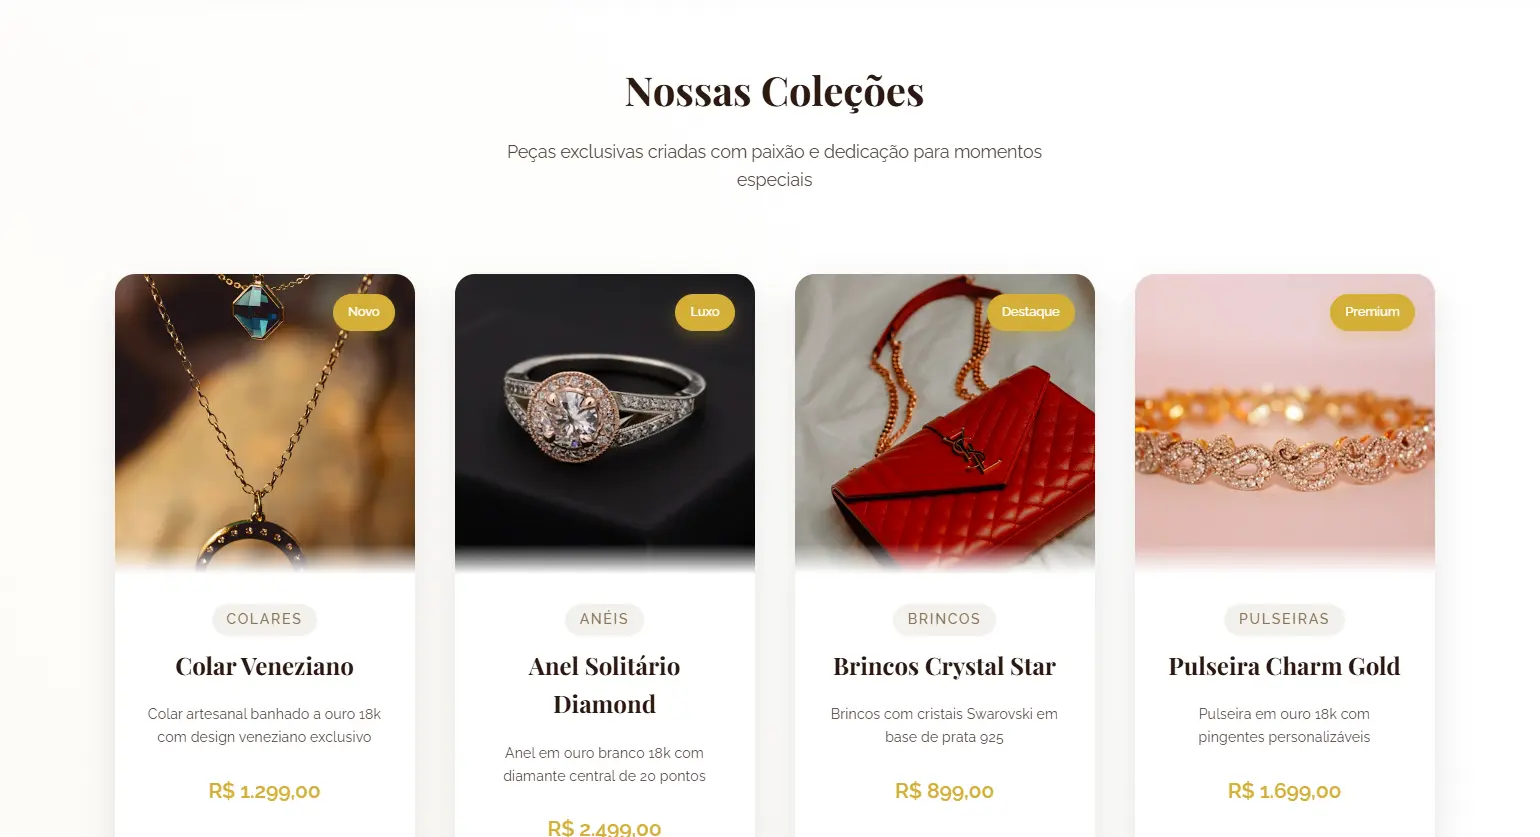 Nossas Coleções
Peças exclusivas criadas com paixão e dedicação para momentos
especiais
Novo
Luxo
Destaque
Premium
COLARES
Colar Veneziano
Colar artesanal banhado a ouro 18k
com design veneziano exclusivo
R$ 1.299,00
ANÉIS
Anel Solitário
Diamond
Anel em ouro branco 18k com
diamante central de 20 pontos
R$ 2.499,00
BRINCOS
Brincos Crystal Star
Brincos com cristais Swarovski em
base de prata 925
R$ 899,00
PULSEIRAS
Pulseira Charm Gold
Pulseira em ouro 18k com
pingentes personalizáveis
R$ 1.699,00